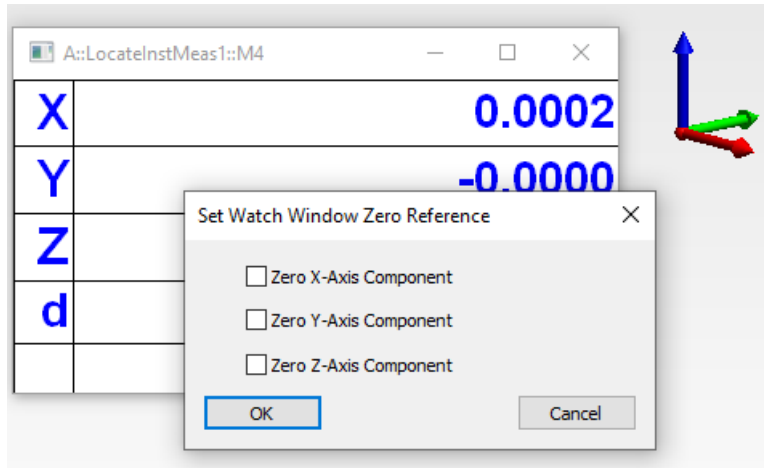 A::LocateInstMeas1::M4
X 0.0002
Y -0.0000
Z
d
Set Watch Window Zero Reference
Zero X-Axis Component
Zero Y-Axis Component
Zero Z-Axis Component
OK Cancel